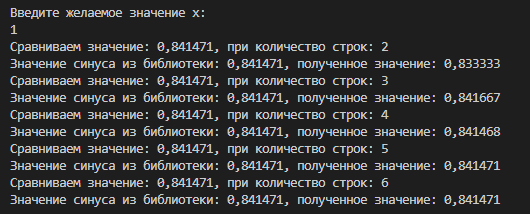 Введите желаемое значение x:
1
Сравниваем значение: 0,841471, при количество строк: 2
Значение синуса из библиотеки: 0,841471, полученное значение: 0,833333
Сравниваем значение: 0,841471, при количество строк: 3
Значение синуса из библиотеки: 0,841471, полученное значение: 0,841667
Сравниваем значение: 0,841471, при количество строк: 4
Значение синуса из библиотеки: 0,841471, полученное значение: 0,841468
Сравниваем значение: 0,841471, при количество строк: 5
Значение синуса из библиотеки: 0,841471, полученное значение: 0,841471
Сравниваем значение: 0,841471, при количество строк: 6
Значение синуса из библиотеки: 0,841471, полученное значение: 0,841471